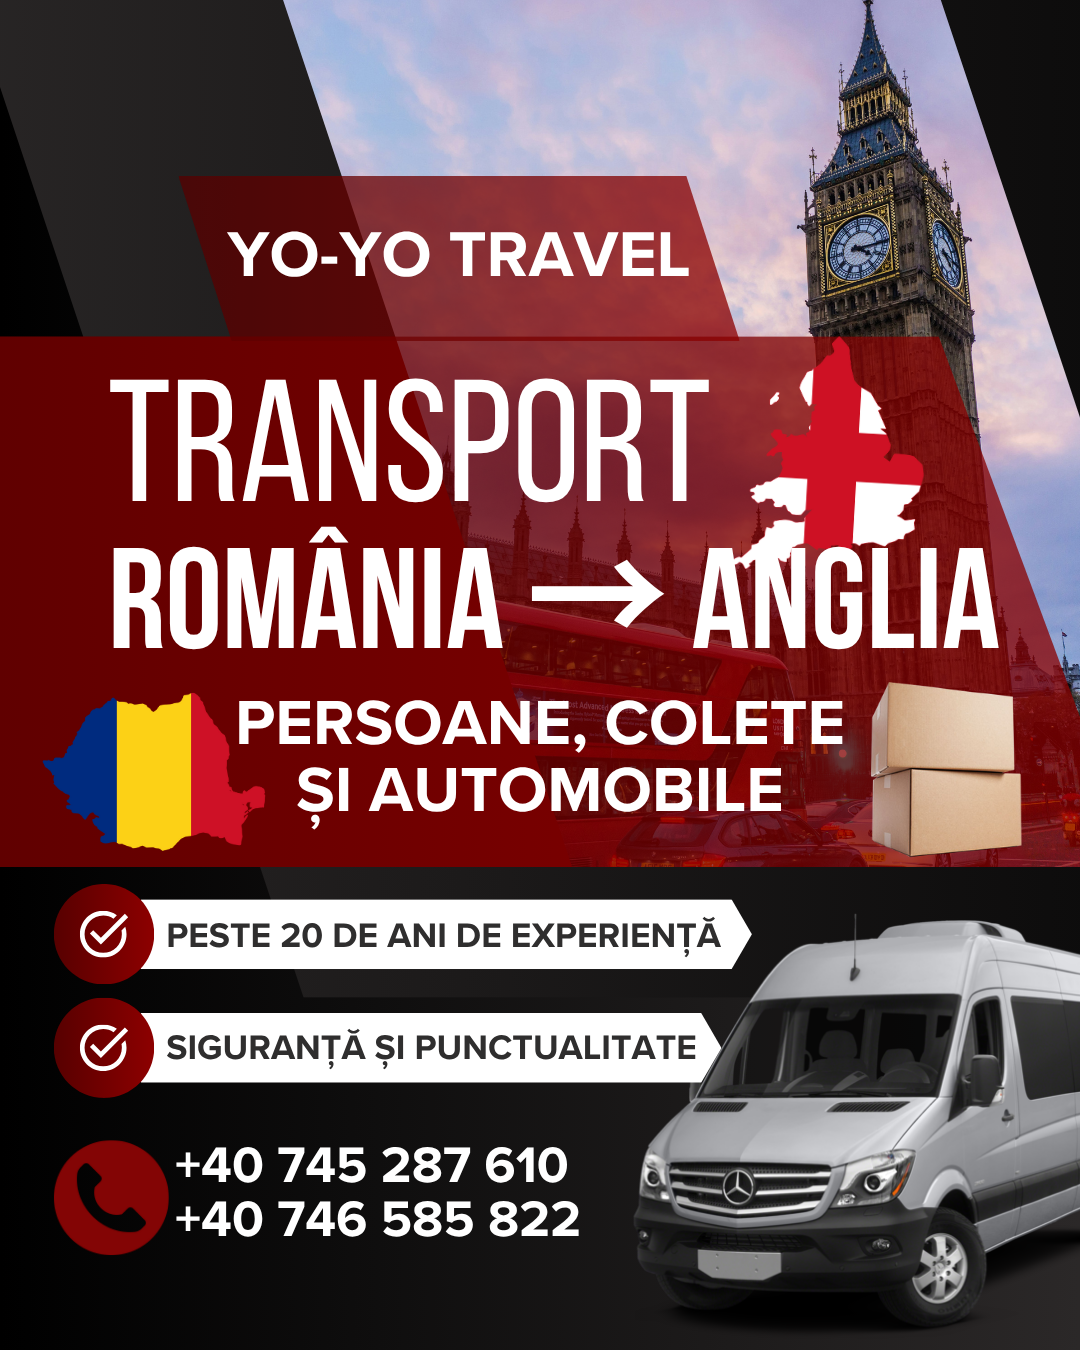 YO-YO TRAVEL
TRANSPORT
ROMÂNIA → ANGLIA
PERSOANE, COLETE
ȘI AUTOMOBILE
PESTE 20 DE ANI DE EXPERIENȚĂ
SIGURANȚĂ ȘI PUNCTUALITATE
+40 745 287 610
+40 746 585 822